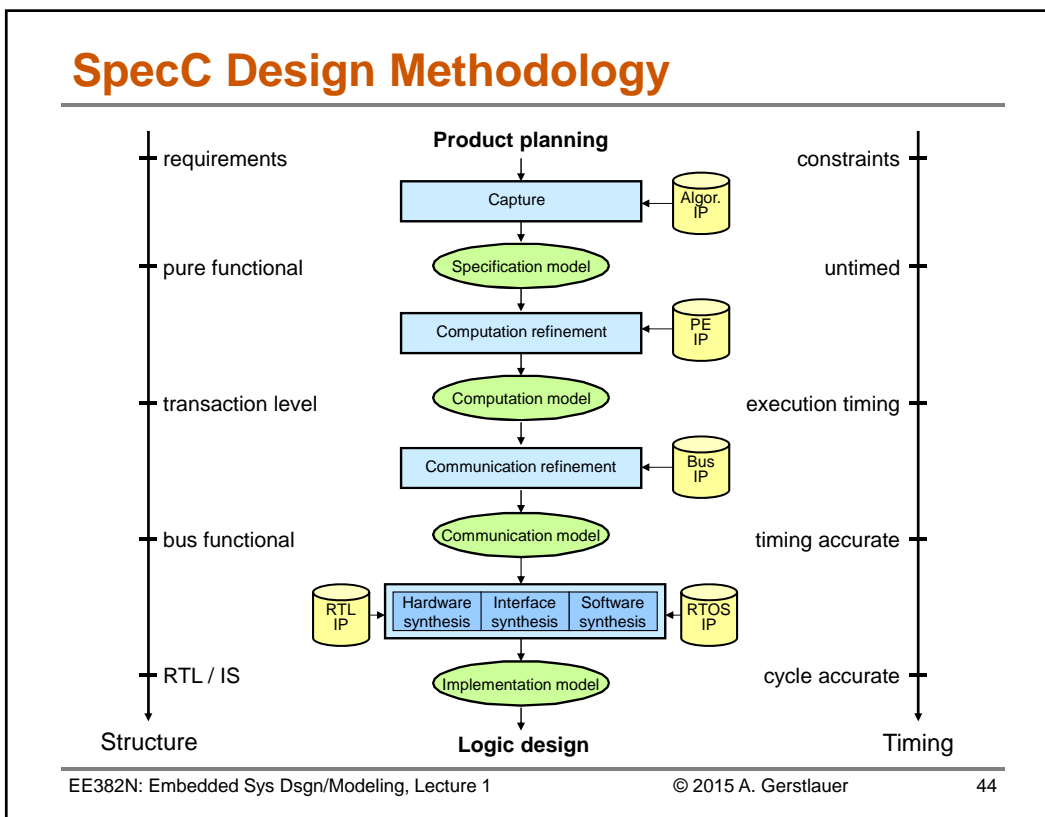 SpecC Design Methodology
Product planning
requirements
constraints
Capture
Algor.
IP
pure functional
Specification model
untimed
Computation refinement
PE
IP
transaction level
Computation model
execution timing
Communication refinement
Bus
IP
bus functional
Communication model
timing accurate
RTL
IP
Hardware
synthesis
Interface
synthesis
Software
synthesis
RTOS
IP
RTL / IS
Implementation model
cycle accurate
Structure
Logic design
Timing
EE382N: Embedded Sys Dsgn/Modeling, Lecture 1
© 2015 A. Gerstlauer
44